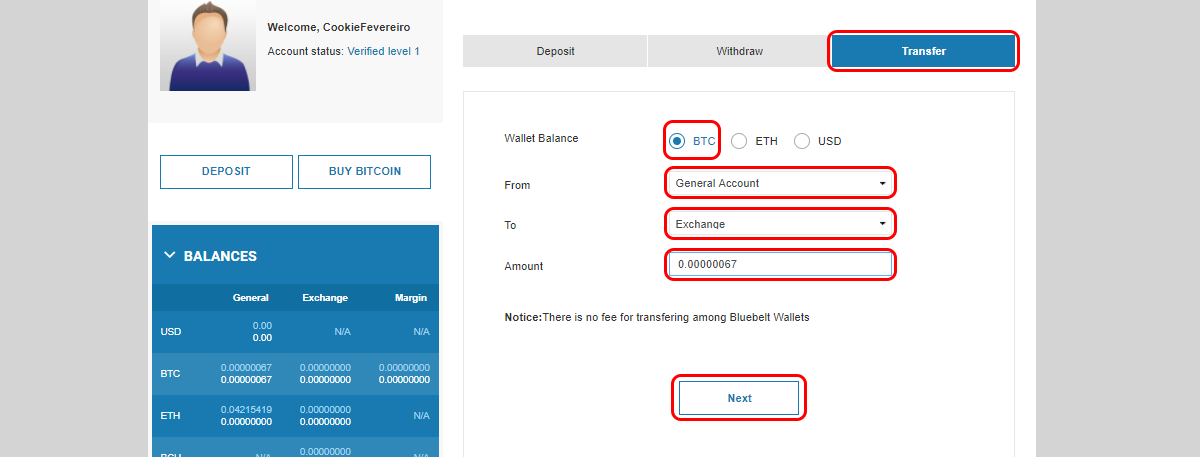 Welcome, CookieFevereiro
Account status: Verified level 1
DEPOSIT
BUY BITCOIN
BALANCES
General Exchange Margin
USD 0.00 N/A N/A
0.00
BTC 0.00000067 0.00000000 0.00000000
0.00000067 0.00000000 0.00000000
ETH 0.04215419 0.00000000 N/A
0.00000000 0.00000000
BCH N/A 0.00000000 N/A
Deposit Withdraw Transfer
Wallet Balance BTC ETH USD
From General Account
To Exchange
Amount 0.00000067
Notice:There is no fee for transfering among Bluebelt Wallets
Next